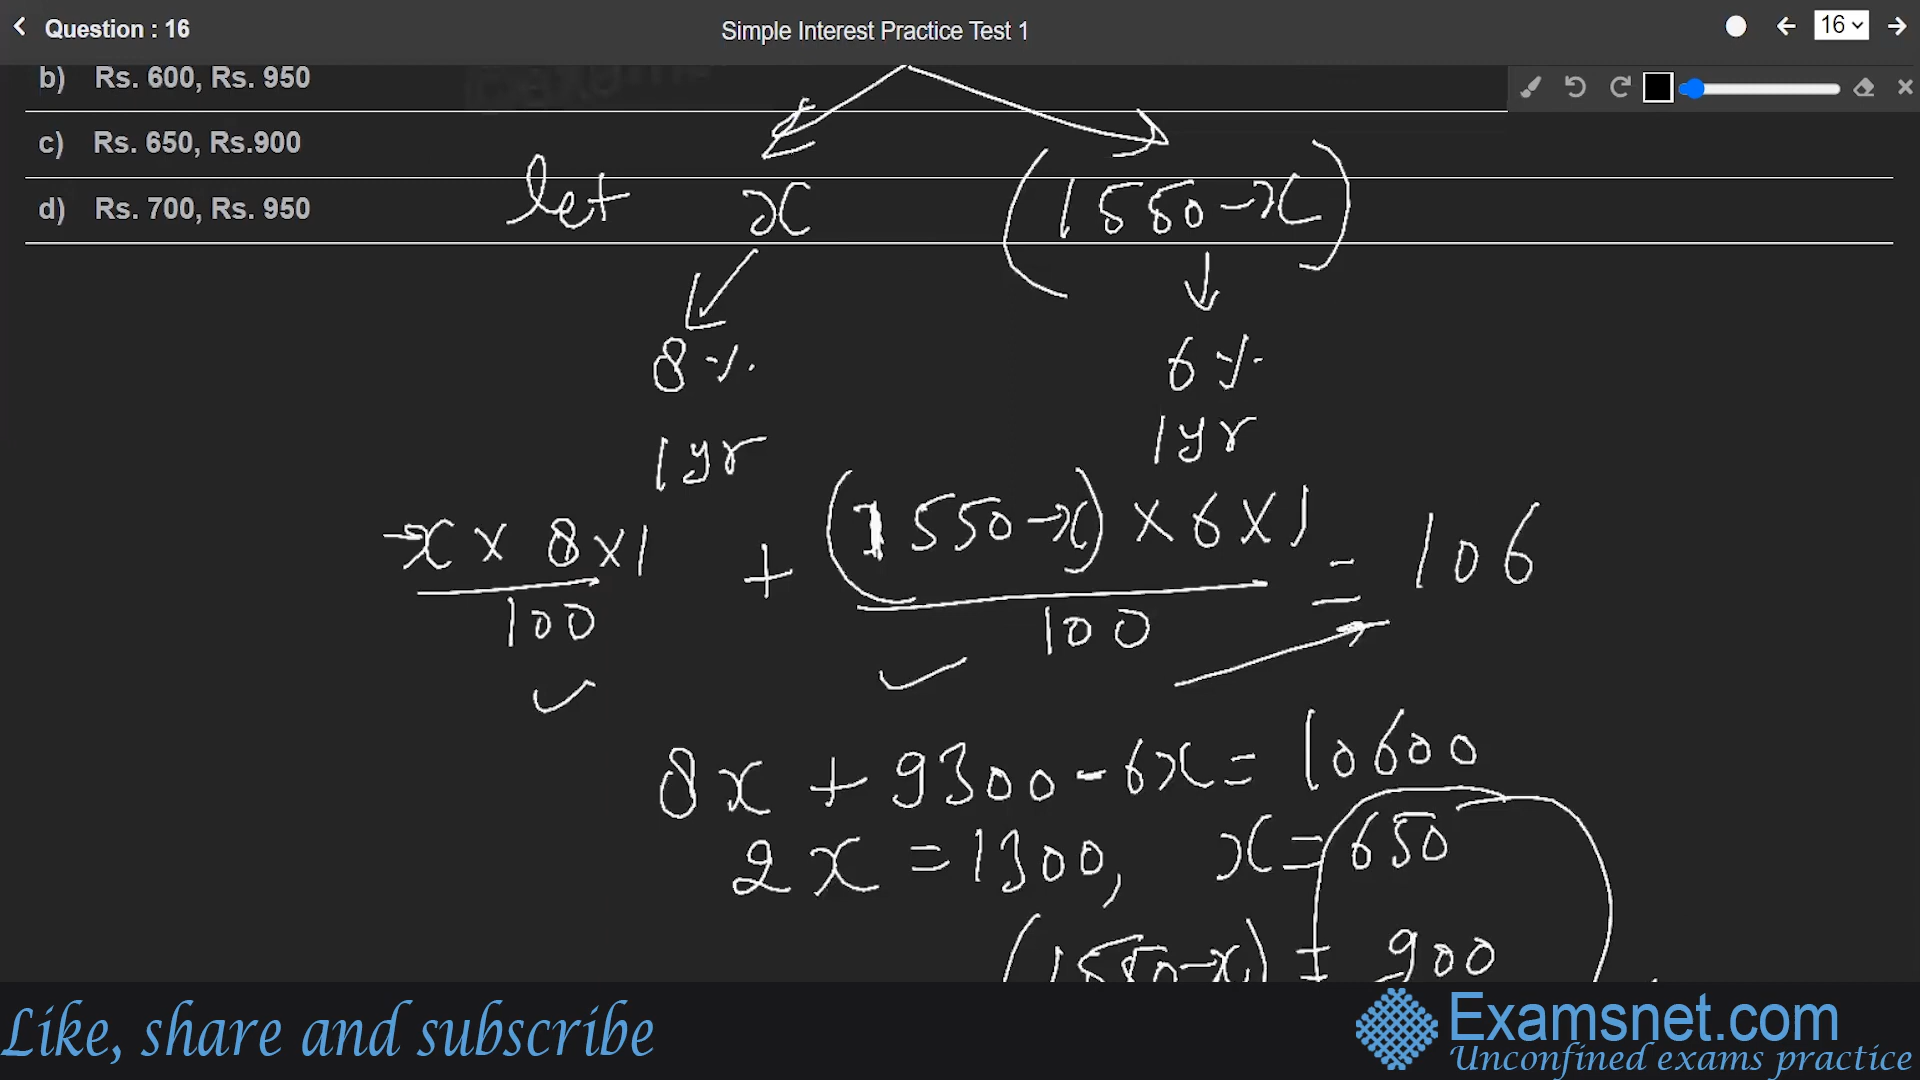 Question : 16
Simple Interest Practice Test 1
16
b) Rs. 600, Rs. 950
c) Rs. 650, Rs.900
d) Rs. 700, Rs. 950
let x (1550-x)
8% 6%
1yr 1yr
x × 8×1 + (1550-x) × 6×1 = 106
100 100
8x + 9300 - 6x = 10600
2x = 1300, x = 650
(1550-x) = 900
Like, share and subscribe
Examsnet.com
Unconfined exams practice